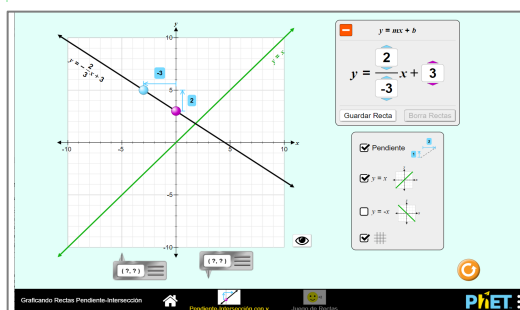 y
10
5
-5
-10
-10
-5
5
10
x
y = -2/3 x + 3
y = x
-3
2
(?, ?)
(?, ?)
y = mx + b
y = 2/-3 x + 3
Guardar Recta
Borra Rectas
Pendiente
y = x
y = -x
Graficando Rectas Pendiente-Intersección
Pendiente-Intersección con y
Juego de Rectas
PhET